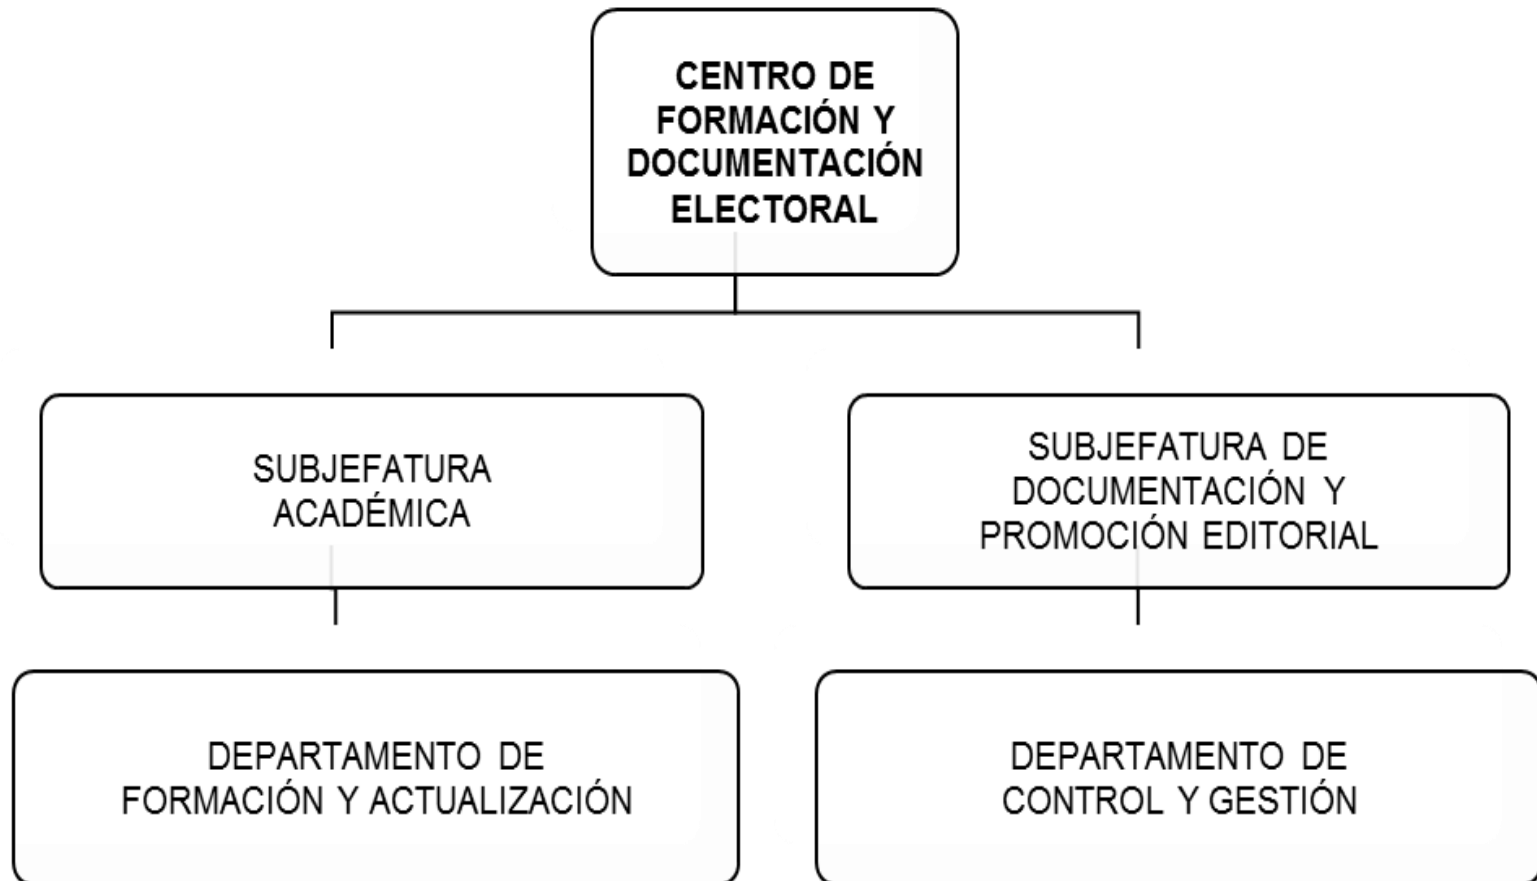 CENTRO DE
FORMACIÓN Y
DOCUMENTACIÓN
ELECTORAL
SUBJEFATURA
ACADÉMICA
SUBJEFATURA DE
DOCUMENTACIÓN Y
PROMOCIÓN EDITORIAL
DEPARTAMENTO DE
FORMACIÓN Y ACTUALIZACIÓN
DEPARTAMENTO DE
CONTROL Y GESTIÓN